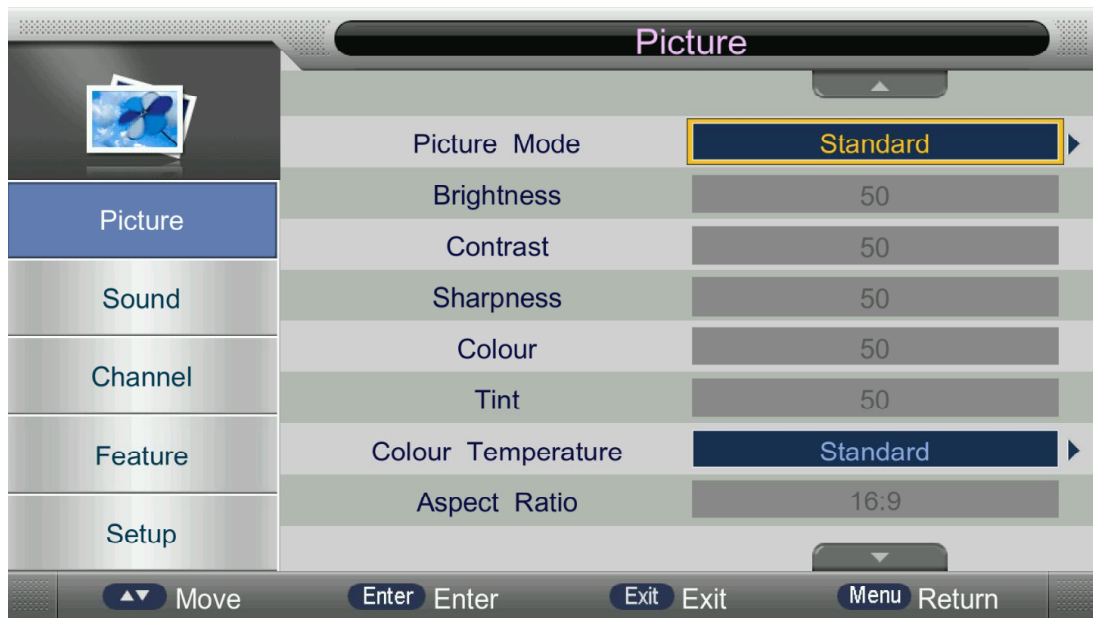 Picture
Picture Mode Standard
Brightness 50
Picture
Contrast 50
Sound
Sharpness 50
Colour 50
Channel
Tint 50
Feature
Colour Temperature Standard
Aspect Ratio 16:9
Setup
Move Enter Enter Exit Exit Menu Return